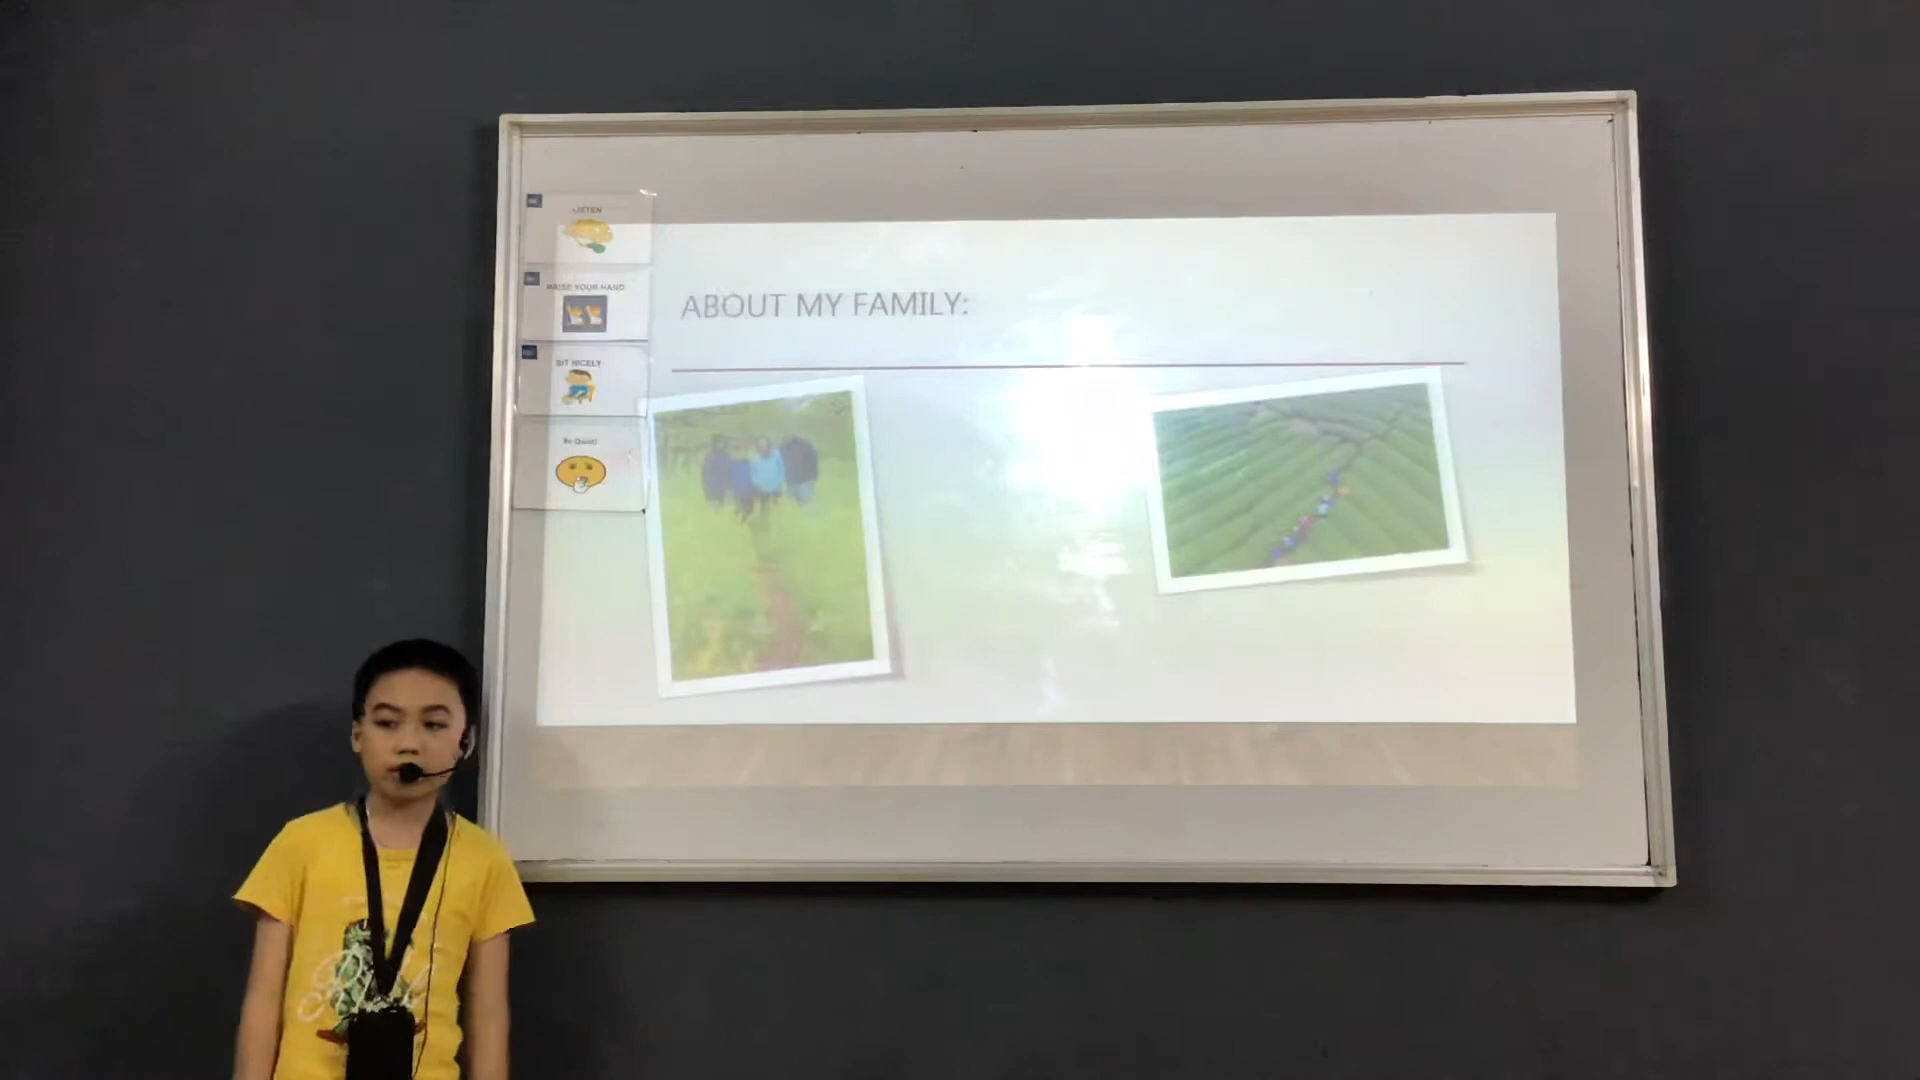 LISTEN
RAISE YOUR HAND
SIT NICELY
Be Quiet!
ABOUT MY FAMILY: